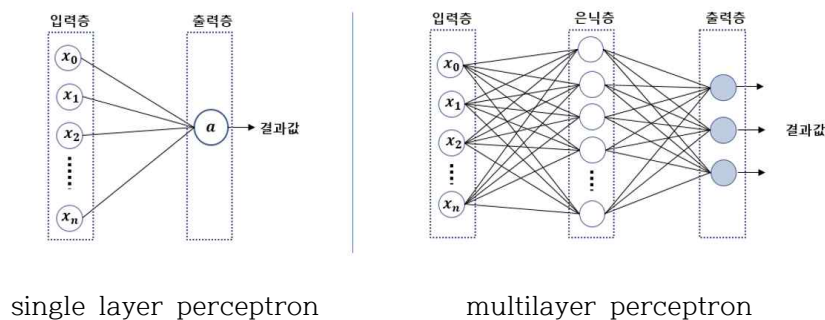 입력층 출력층
x₀
x₁
x₂
xₙ
a
결과값
single layer perceptron
입력층 은닉층 출력층
x₀
x₁
x₂
xₙ
결과값
multilayer perceptron